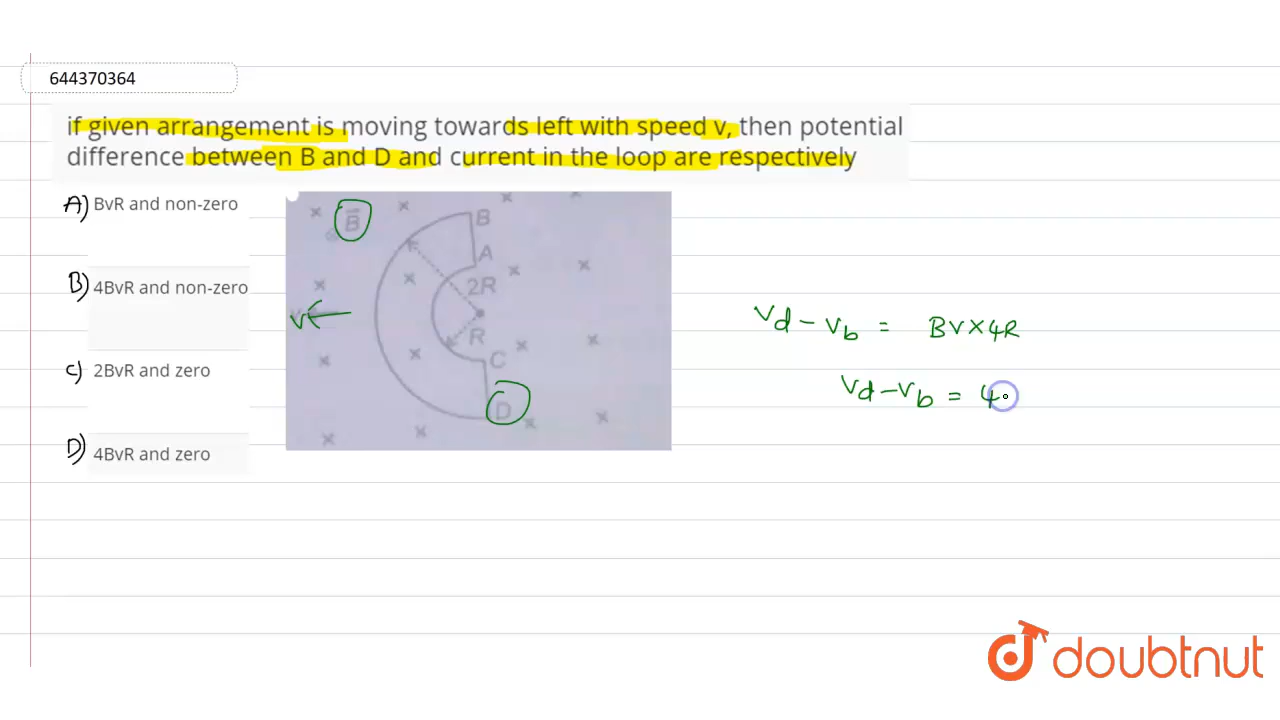 644370364
if given arrangement is moving towards left with speed v, then potential
difference between B and D and current in the loop are respectively
A) BvR and non-zero
B) 4BvR and non-zero
C) 2BvR and zero
D) 4BvR and zero
B
B
A
2R
v
R
C
D
Vd - Vb = BV×4R
Vd - Vb = 4
doubtnut